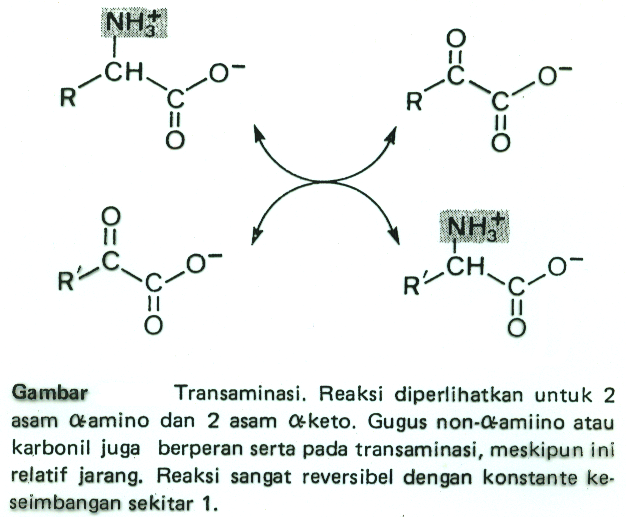 NH3+
CH
R
C
O−
O
O
C
R
C
O−
O
O
C
R′
C
O−
O
NH3+
CH
R′
C
O−
O
Gambar Transaminasi. Reaksi diperlihatkan untuk 2
asam α-amino dan 2 asam α-keto. Gugus non-α-amiino atau
karbonil juga berperan serta pada transaminasi, meskipun ini
relatif jarang. Reaksi sangat reversibel dengan konstante ke-
seimbangan sekitar 1.